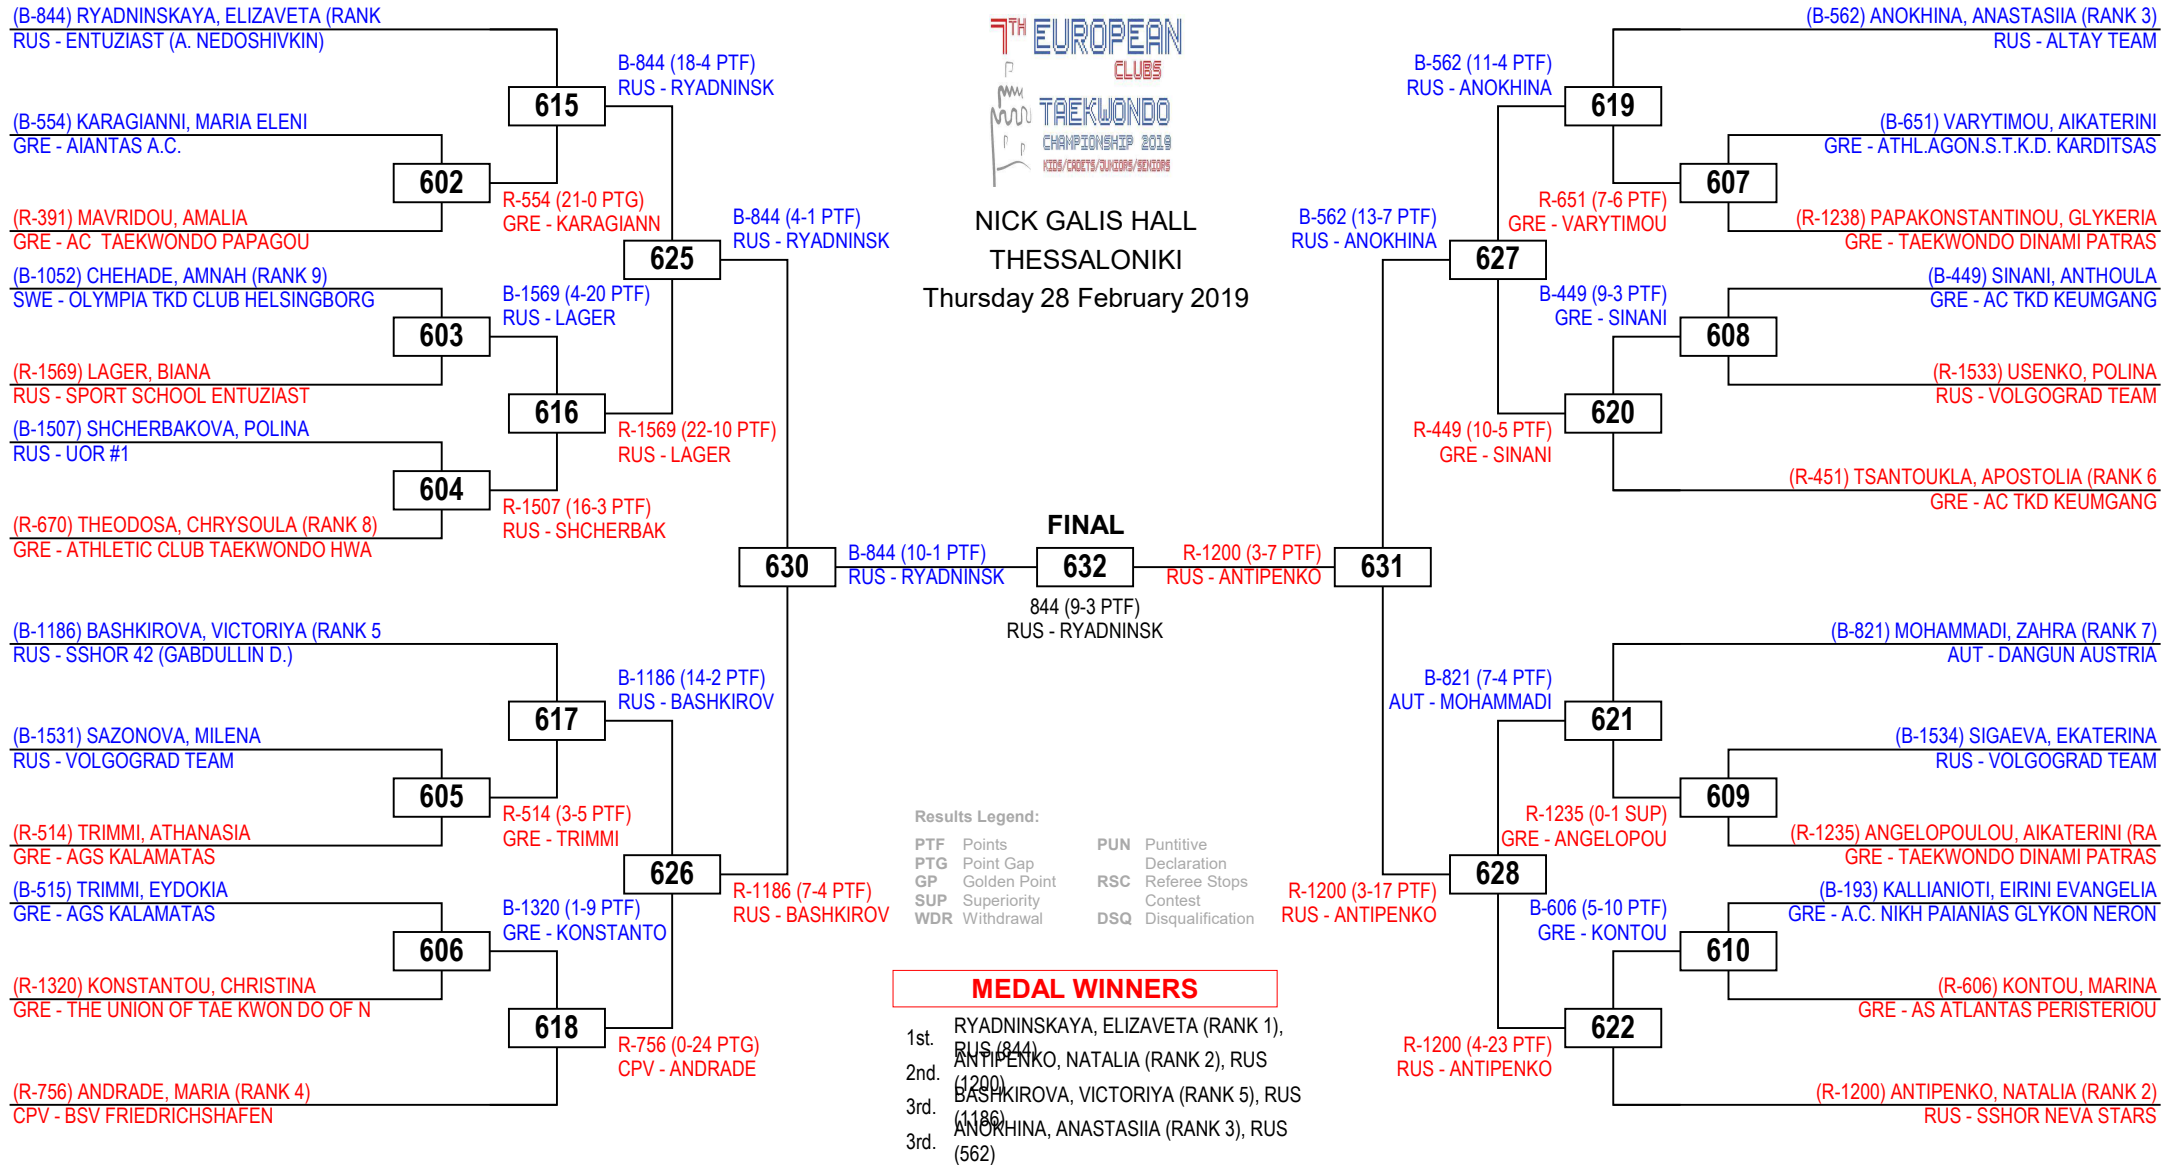 (B-844) RYADNINSKAYA, ELIZAVETA (RANK
RUS - ENTUZIAST (A. NEDOSHIVKIN)
(B-554) KARAGIANNI, MARIA ELENI
GRE - AIANTAS A.C.
(R-391) MAVRIDOU, AMALIA
GRE - AC TAEKWONDO PAPAGOU
(B-1052) CHEHADE, AMNAH (RANK 9)
SWE - OLYMPIA TKD CLUB HELSINGBORG
(R-1569) LAGER, BIANA
RUS - SPORT SCHOOL ENTUZIAST
(B-1507) SHCHERBAKOVA, POLINA
RUS - UOR #1
(R-670) THEODOSA, CHRYSOULA (RANK 8)
GRE - ATHLETIC CLUB TAEKWONDO HWA
(B-1186) BASHKIROVA, VICTORIYA (RANK 5
RUS - SSHOR 42 (GABDULLIN D.)
(B-1531) SAZONOVA, MILENA
RUS - VOLGOGRAD TEAM
(R-514) TRIMMI, ATHANASIA
GRE - AGS KALAMATAS
(B-515) TRIMMI, EYDOKIA
GRE - AGS KALAMATAS
(R-1320) KONSTANTOU, CHRISTINA
GRE - THE UNION OF TAE KWON DO OF N
(R-756) ANDRADE, MARIA (RANK 4)
CPV - BSV FRIEDRICHSHAFEN
602
603
604
605
606
R-554 (21-0 PTG)
GRE - KARAGIANN
B-1569 (4-20 PTF)
RUS - LAGER
R-1507 (16-3 PTF)
RUS - SHCHERBAK
R-514 (3-5 PTF)
GRE - TRIMMI
B-1320 (1-9 PTF)
GRE - KONSTANTO
615
616
617
618
B-844 (18-4 PTF)
RUS - RYADNINSK
R-1569 (22-10 PTF)
RUS - LAGER
B-1186 (14-2 PTF)
RUS - BASHKIROV
R-756 (0-24 PTG)
CPV - ANDRADE
625
626
B-844 (4-1 PTF)
RUS - RYADNINSK
R-1186 (7-4 PTF)
RUS - BASHKIROV
630
B-844 (10-1 PTF)
RUS - RYADNINSK
7TH EUROPEAN
CLUBS
TAEKWONDO
CHAMPIONSHIP 2019
KIDS/CADETS/JUNIORS/SENIORS
NICK GALIS HALL
THESSALONIKI
Thursday 28 February 2019
FINAL
632
844 (9-3 PTF)
RUS - RYADNINSK
R-1200 (3-7 PTF)
RUS - ANTIPENKO
631
B-562 (13-7 PTF)
RUS - ANOKHINA
R-1200 (3-17 PTF)
RUS - ANTIPENKO
627
628
B-562 (11-4 PTF)
RUS - ANOKHINA
R-449 (10-5 PTF)
GRE - SINANI
B-821 (7-4 PTF)
AUT - MOHAMMADI
R-1200 (4-23 PTF)
RUS - ANTIPENKO
619
620
621
622
R-651 (7-6 PTF)
GRE - VARYTIMOU
B-449 (9-3 PTF)
GRE - SINANI
R-1235 (0-1 SUP)
GRE - ANGELOPOU
B-606 (5-10 PTF)
GRE - KONTOU
607
608
609
610
(B-562) ANOKHINA, ANASTASIIA (RANK 3)
RUS - ALTAY TEAM
(B-651) VARYTIMOU, AIKATERINI
GRE - ATHL.AGON.S.T.K.D. KARDITSAS
(R-1238) PAPAKONSTANTINOU, GLYKERIA
GRE - TAEKWONDO DINAMI PATRAS
(B-449) SINANI, ANTHOULA
GRE - AC TKD KEUMGANG
(R-1533) USENKO, POLINA
RUS - VOLGOGRAD TEAM
(R-451) TSANTOUKLA, APOSTOLIA (RANK 6
GRE - AC TKD KEUMGANG
(B-821) MOHAMMADI, ZAHRA (RANK 7)
AUT - DANGUN AUSTRIA
(B-1534) SIGAEVA, EKATERINA
RUS - VOLGOGRAD TEAM
(R-1235) ANGELOPOULOU, AIKATERINI (RA
GRE - TAEKWONDO DINAMI PATRAS
(B-193) KALLIANIOTI, EIRINI EVANGELIA
GRE - A.C. NIKH PAIANIAS GLYKON NERON
(R-606) KONTOU, MARINA
GRE - AS ATLANTAS PERISTERIOU
(R-1200) ANTIPENKO, NATALIA (RANK 2)
RUS - SSHOR NEVA STARS
Results Legend:
PTF Points
PTG Point Gap
GP Golden Point
SUP Superiority
WDR Withdrawal
PUN Puntitive
Declaration
RSC Referee Stops
Contest
DSQ Disqualification
MEDAL WINNERS
1st. RYADNINSKAYA, ELIZAVETA (RANK 1),
RUS (844)
2nd. ANTIPENKO, NATALIA (RANK 2), RUS
(1200)
3rd. BASHKIROVA, VICTORIYA (RANK 5), RUS
(1186)
3rd. ANOKHINA, ANASTASIIA (RANK 3), RUS
(562)